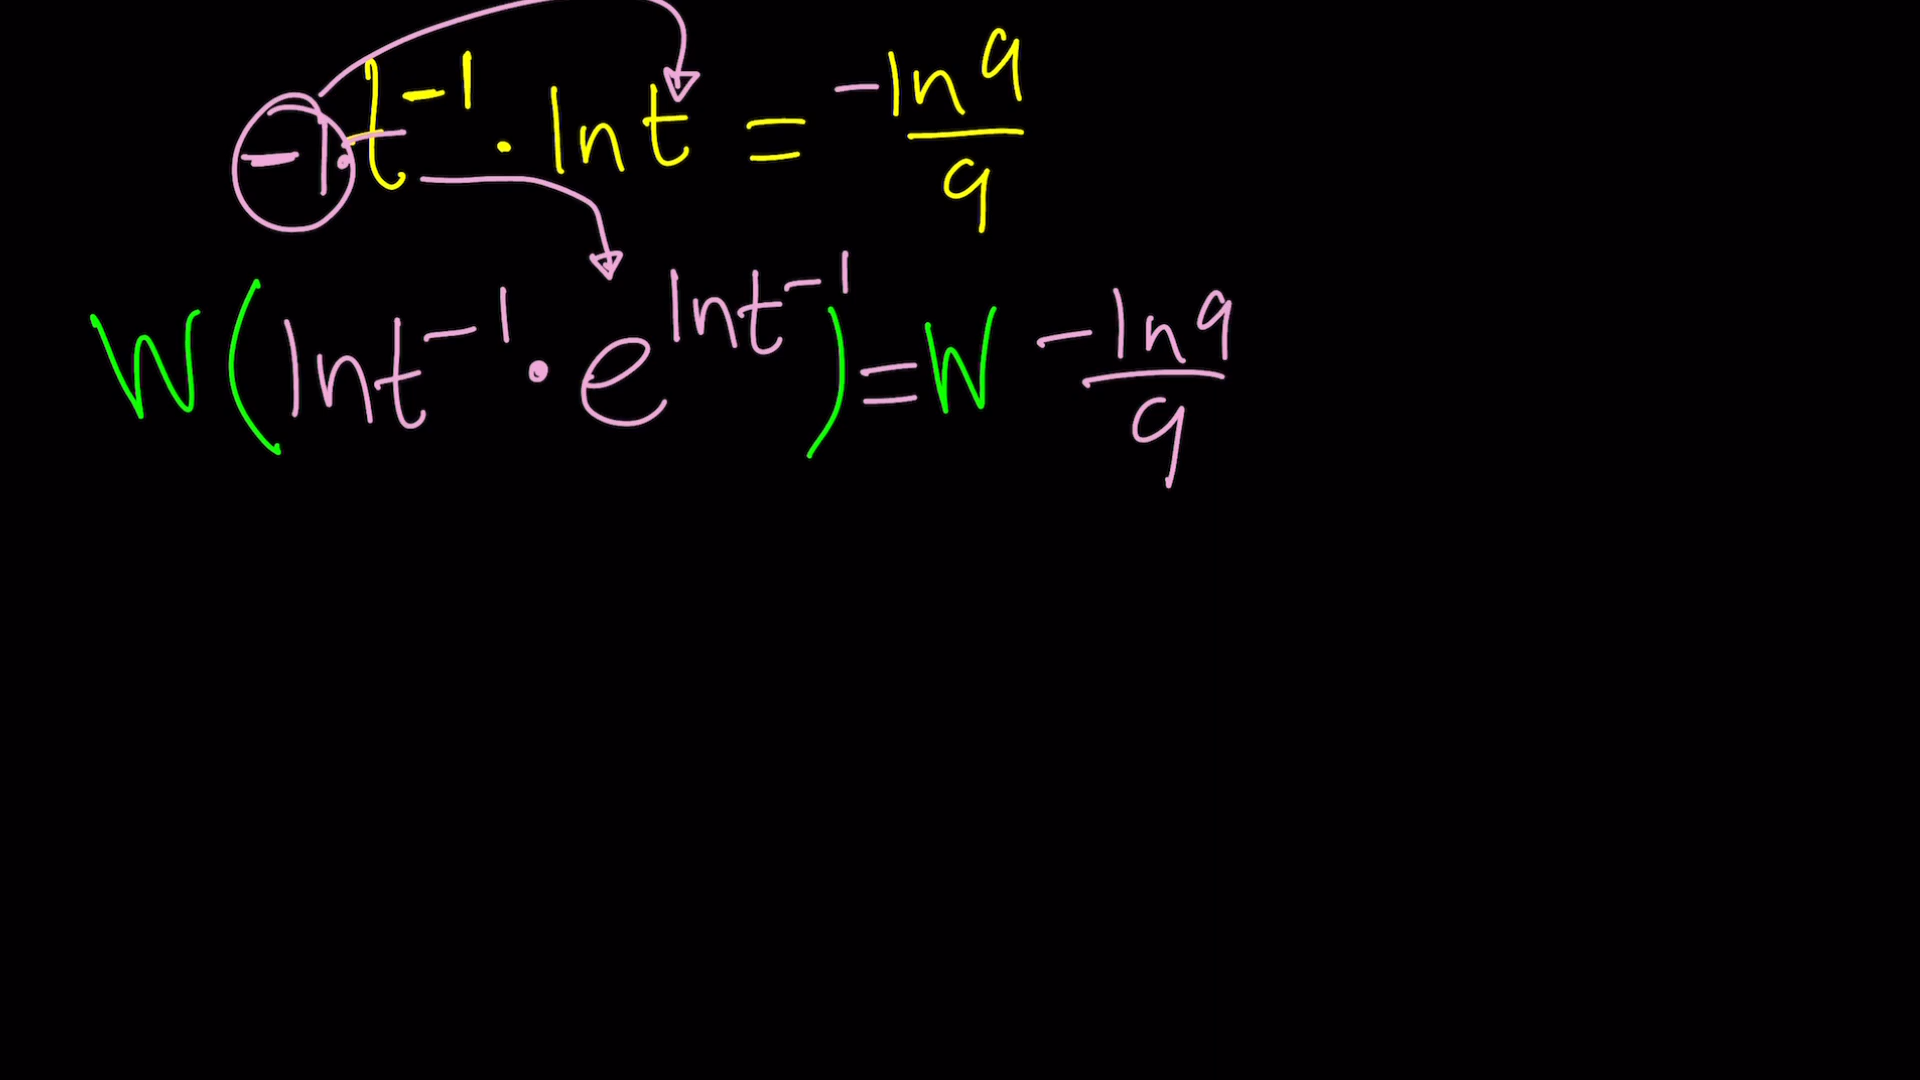 -1·t⁻¹ · ln t = -ln 9/9
W(ln t⁻¹ · e^(ln t⁻¹)) = W -ln 9/9